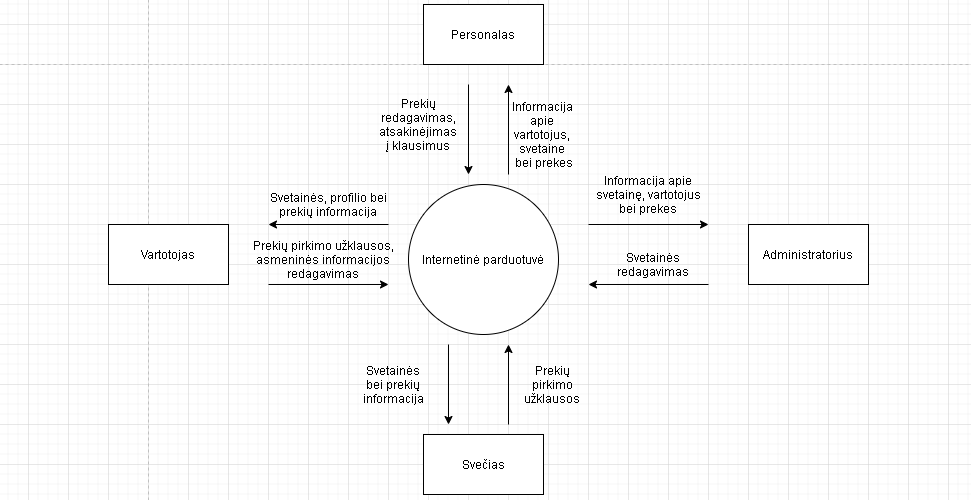 Personalas
Prekių
redagavimas,
atsakinėjimas
į klausimus
Informacija
apie
vartotojus,
svetaine
bei prekes
Svetainės, profilio bei
prekių informacija
Informacija apie
svetainę, vartotojus
bei prekes
Vartotojas
Prekių pirkimo užklausos,
asmeninės informacijos
redagavimas
Internetinė parduotuvė
Svetainės
redagavimas
Administratorius
Svetainės
bei prekių
informacija
Prekių
pirkimo
užklausos
Svečias